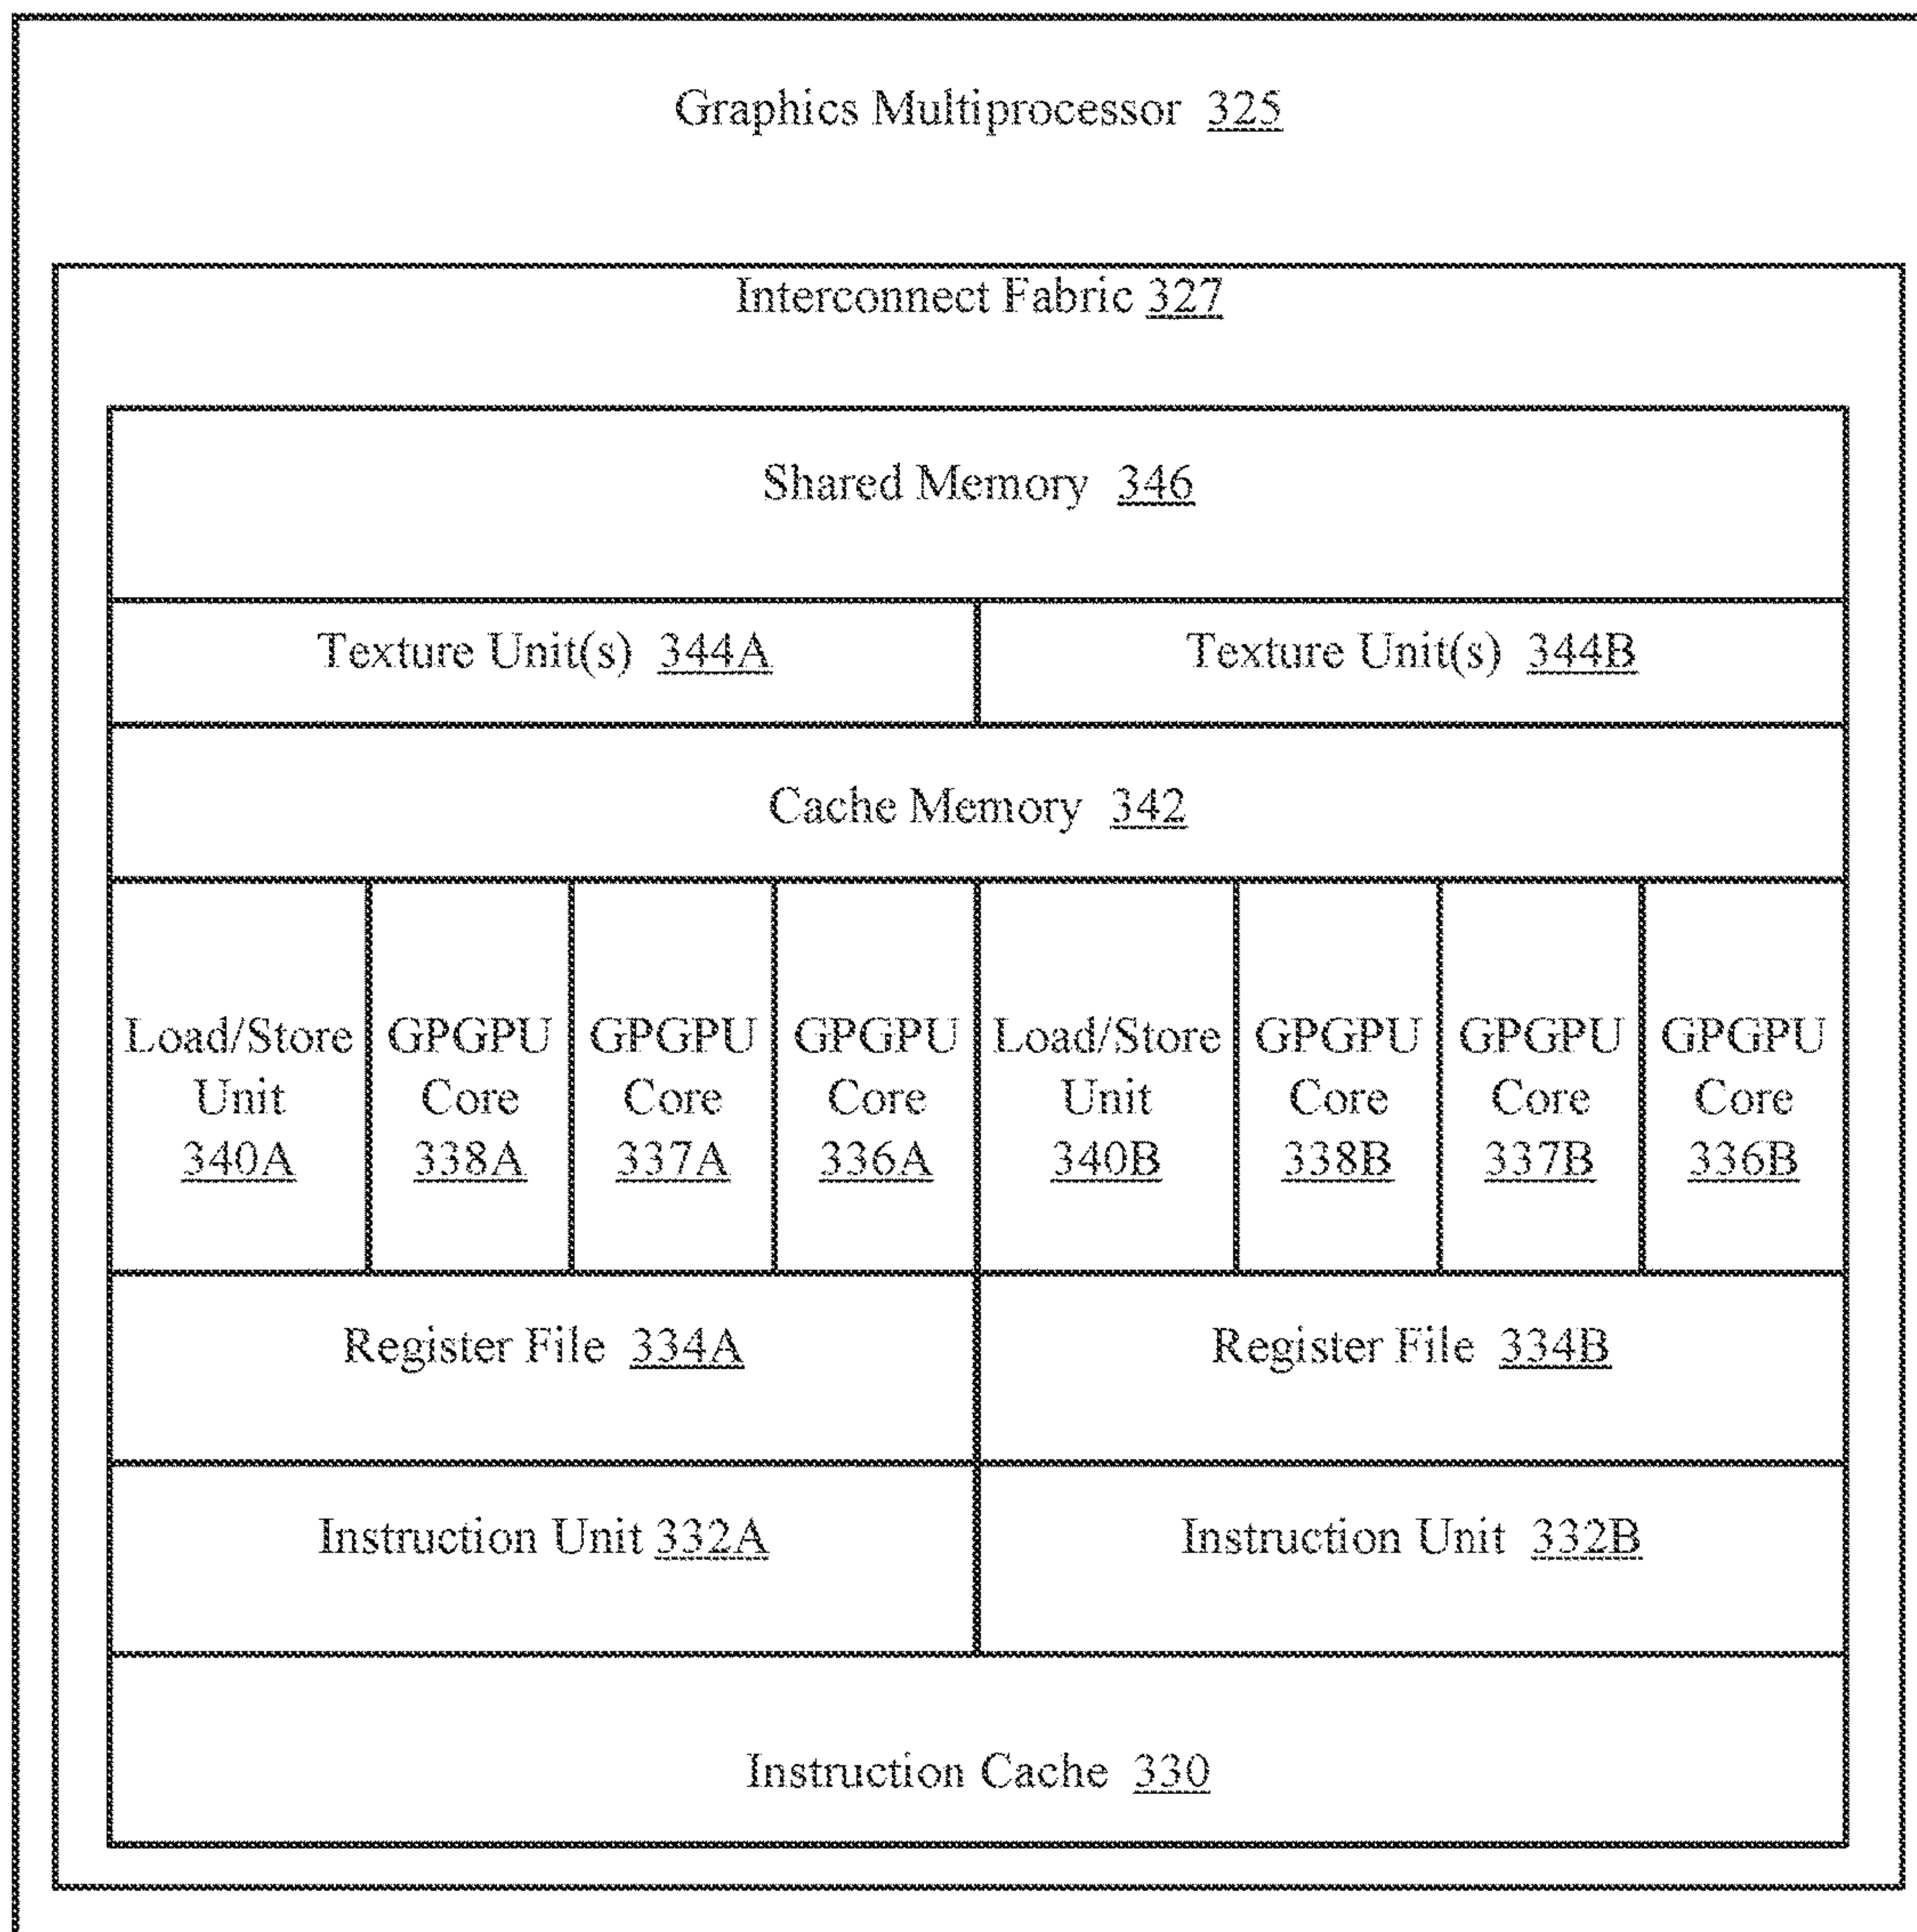 Graphics Multiprocessor 325
Interconnect Fabric 327
Shared Memory 346
Texture Unit(s) 344A
Texture Unit(s) 344B
Cache Memory 342
Load/Store
Unit
340A
GPGPU
Core
338A
GPGPU
Core
337A
GPGPU
Core
336A
Load/Store
Unit
340B
GPGPU
Core
338B
GPGPU
Core
337B
GPGPU
Core
336B
Register File 334A
Register File 334B
Instruction Unit 332A
Instruction Unit 332B
Instruction Cache 330